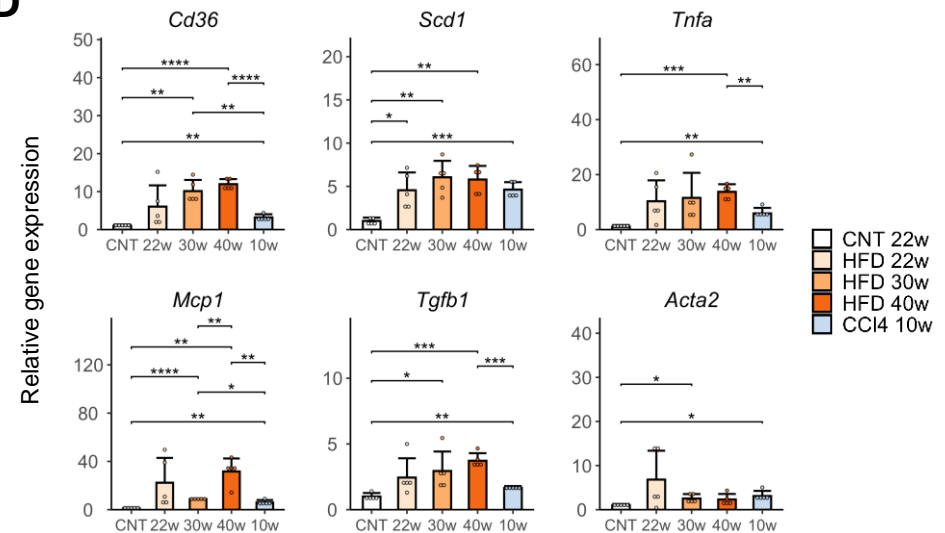 D
Cd36
Scd1
Tnfa
Relative gene expression
50
40
30
20
10
0
****
****
**
**
**
CNT 22w 30w 40w 10w
20
15
10
5
0
**
**
*
***
CNT 22w 30w 40w 10w
60
40
20
0
***
**
**
CNT 22w 30w 40w 10w
CNT 22w
HFD 22w
HFD 30w
HFD 40w
CCl4 10w
Mcp1
Tgfb1
Acta2
120
80
40
0
**
**
**
****
*
**
CNT 22w 30w 40w 10w
10
5
0
***
***
*
**
CNT 22w 30w 40w 10w
40
30
20
10
0
*
*
CNT 22w 30w 40w 10w